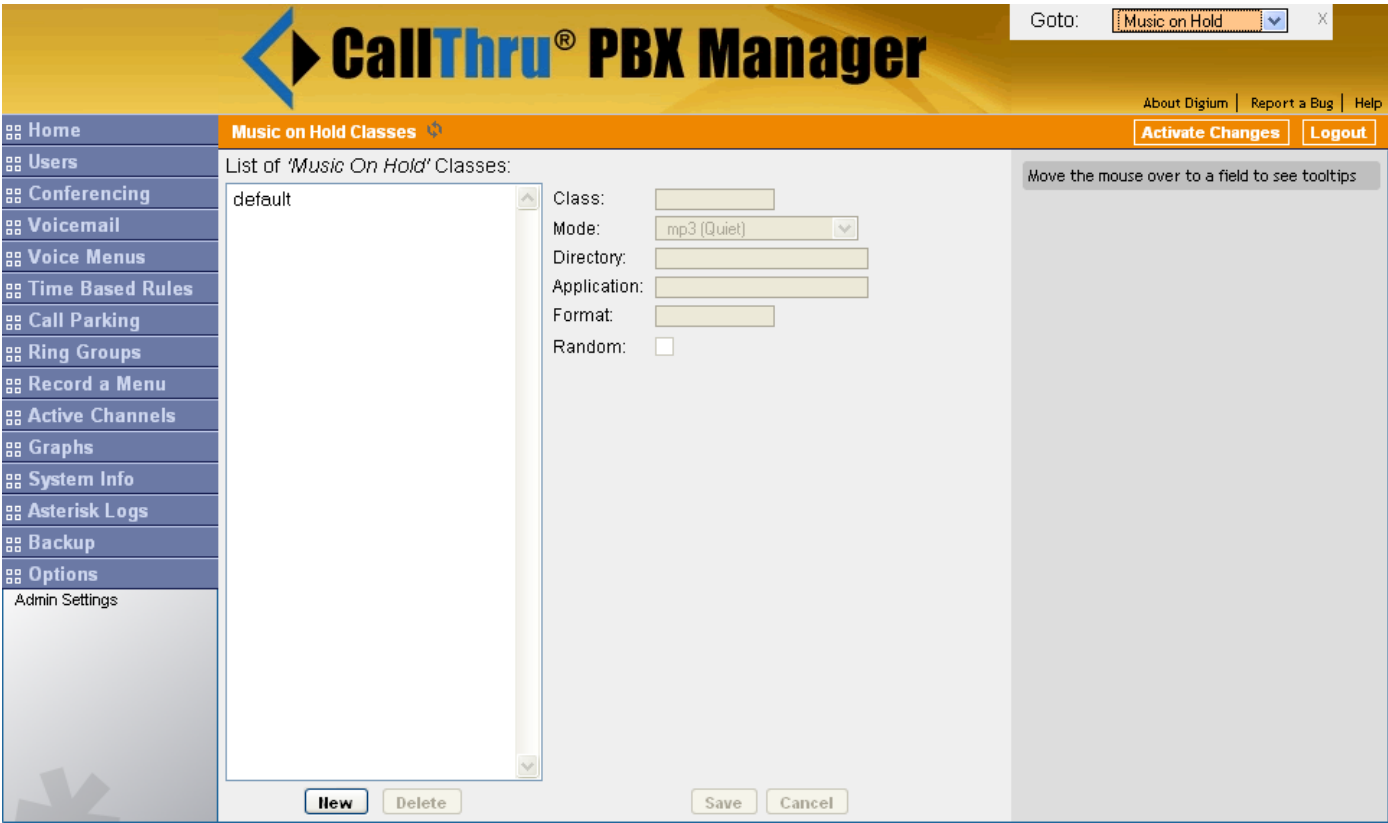 CallThru® PBX Manager
Goto: Music on Hold X
About Digium | Report a Bug | Help
Home
Users
Conferencing
Voicemail
Voice Menus
Time Based Rules
Call Parking
Ring Groups
Record a Menu
Active Channels
Graphs
System Info
Asterisk Logs
Backup
Options
Admin Settings
Music on Hold Classes
Activate Changes Logout
List of 'Music On Hold' Classes:
default
New Delete
Class:
Mode: mp3 (Quiet)
Directory:
Application:
Format:
Random:
Save Cancel
Move the mouse over to a field to see tooltips